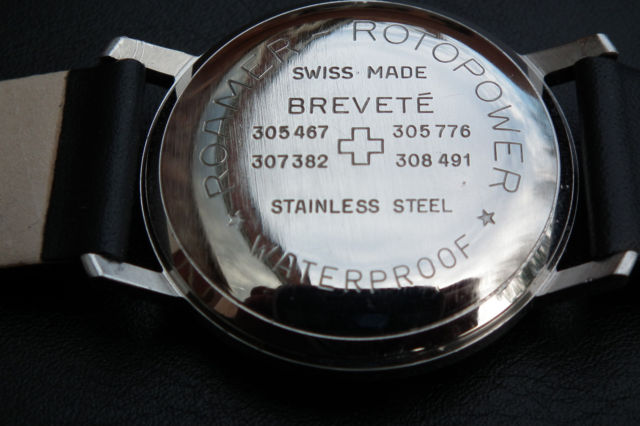 ROAMER - ROTOPOWER
SWISS MADE
BREVETÉ
305467 305776
307382 308491
STAINLESS STEEL
★ WATERPROOF ★